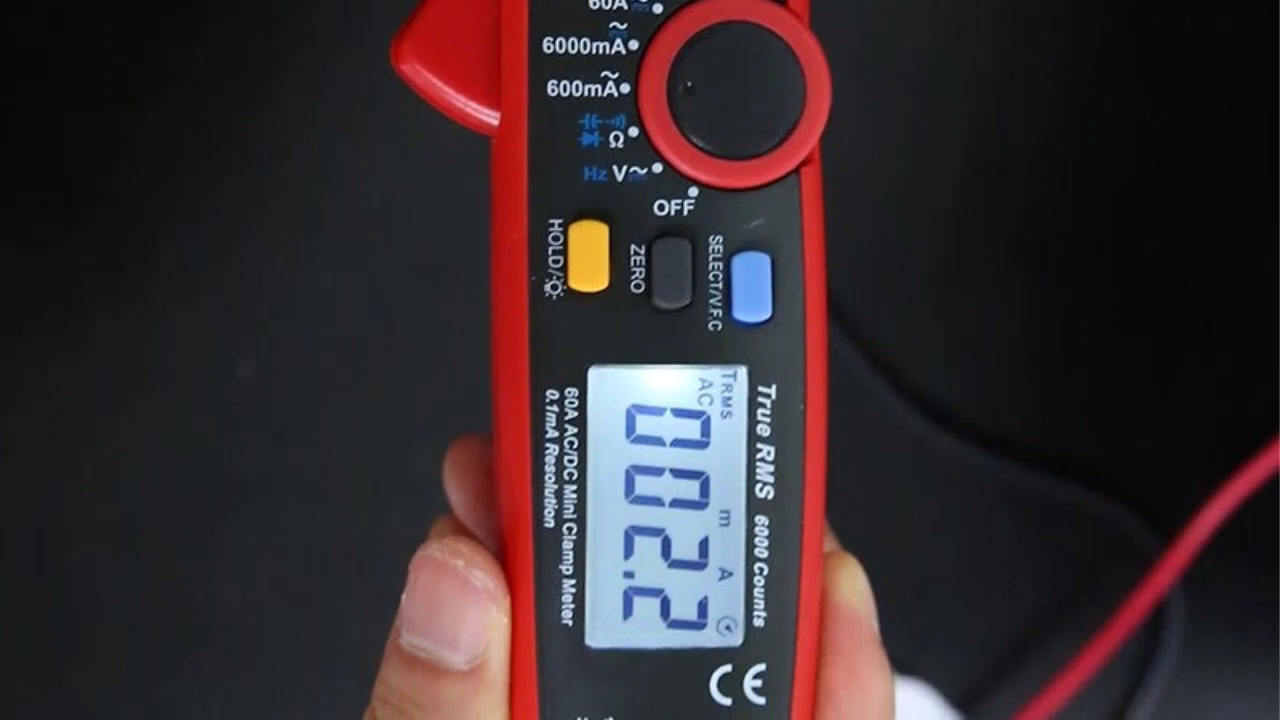 60A
6000mA
600mA
Ω
Hz V
OFF
HOLD/
ZERO
SELECT/V.F.C
TRMS
AC
002.2
m A
True RMS 6000 Counts
60A AC/DC Mini Clamp Meter
0.1mA Resolution
CE